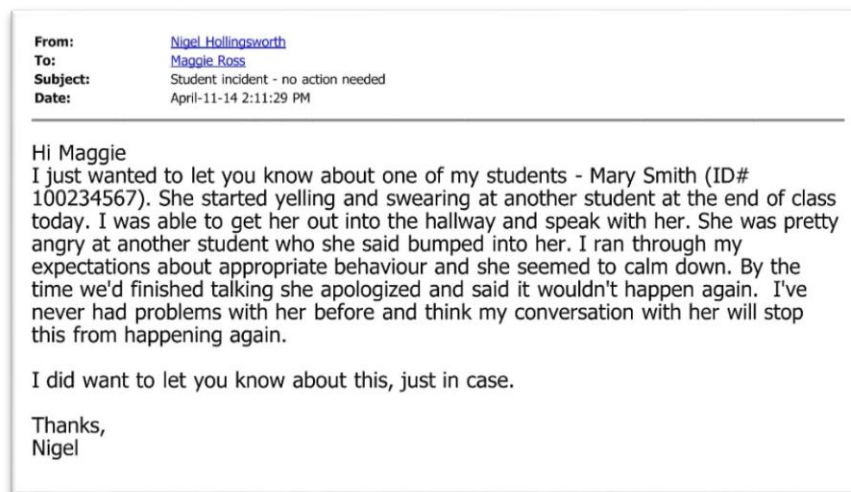 From: Nigel Hollingsworth
To: Maggie Ross
Subject: Student incident - no action needed
Date: April-11-14 2:11:29 PM
Hi Maggie
I just wanted to let you know about one of my students - Mary Smith (ID#
100234567). She started yelling and swearing at another student at the end of class
today. I was able to get her out into the hallway and speak with her. She was pretty
angry at another student who she said bumped into her. I ran through my
expectations about appropriate behaviour and she seemed to calm down. By the
time we'd finished talking she apologized and said it wouldn't happen again.  I've
never had problems with her before and think my conversation with her will stop
this from happening again.
I did want to let you know about this, just in case.
Thanks,
Nigel